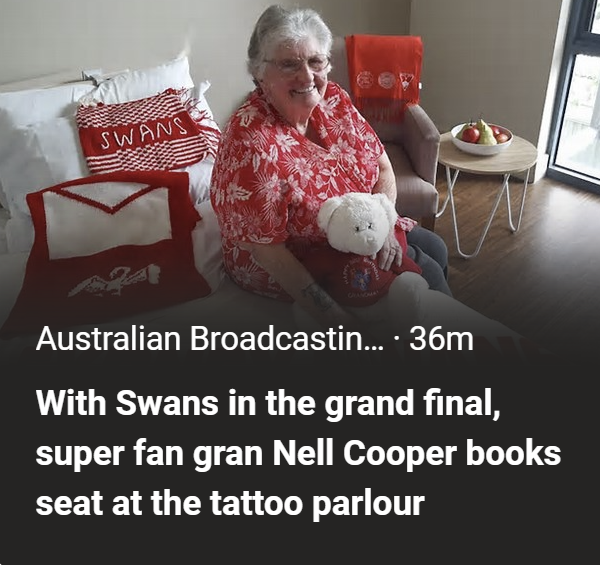 SWANS
Australian Broadcastin... · 36m
With Swans in the grand final,
super fan gran Nell Cooper books
seat at the tattoo parlour